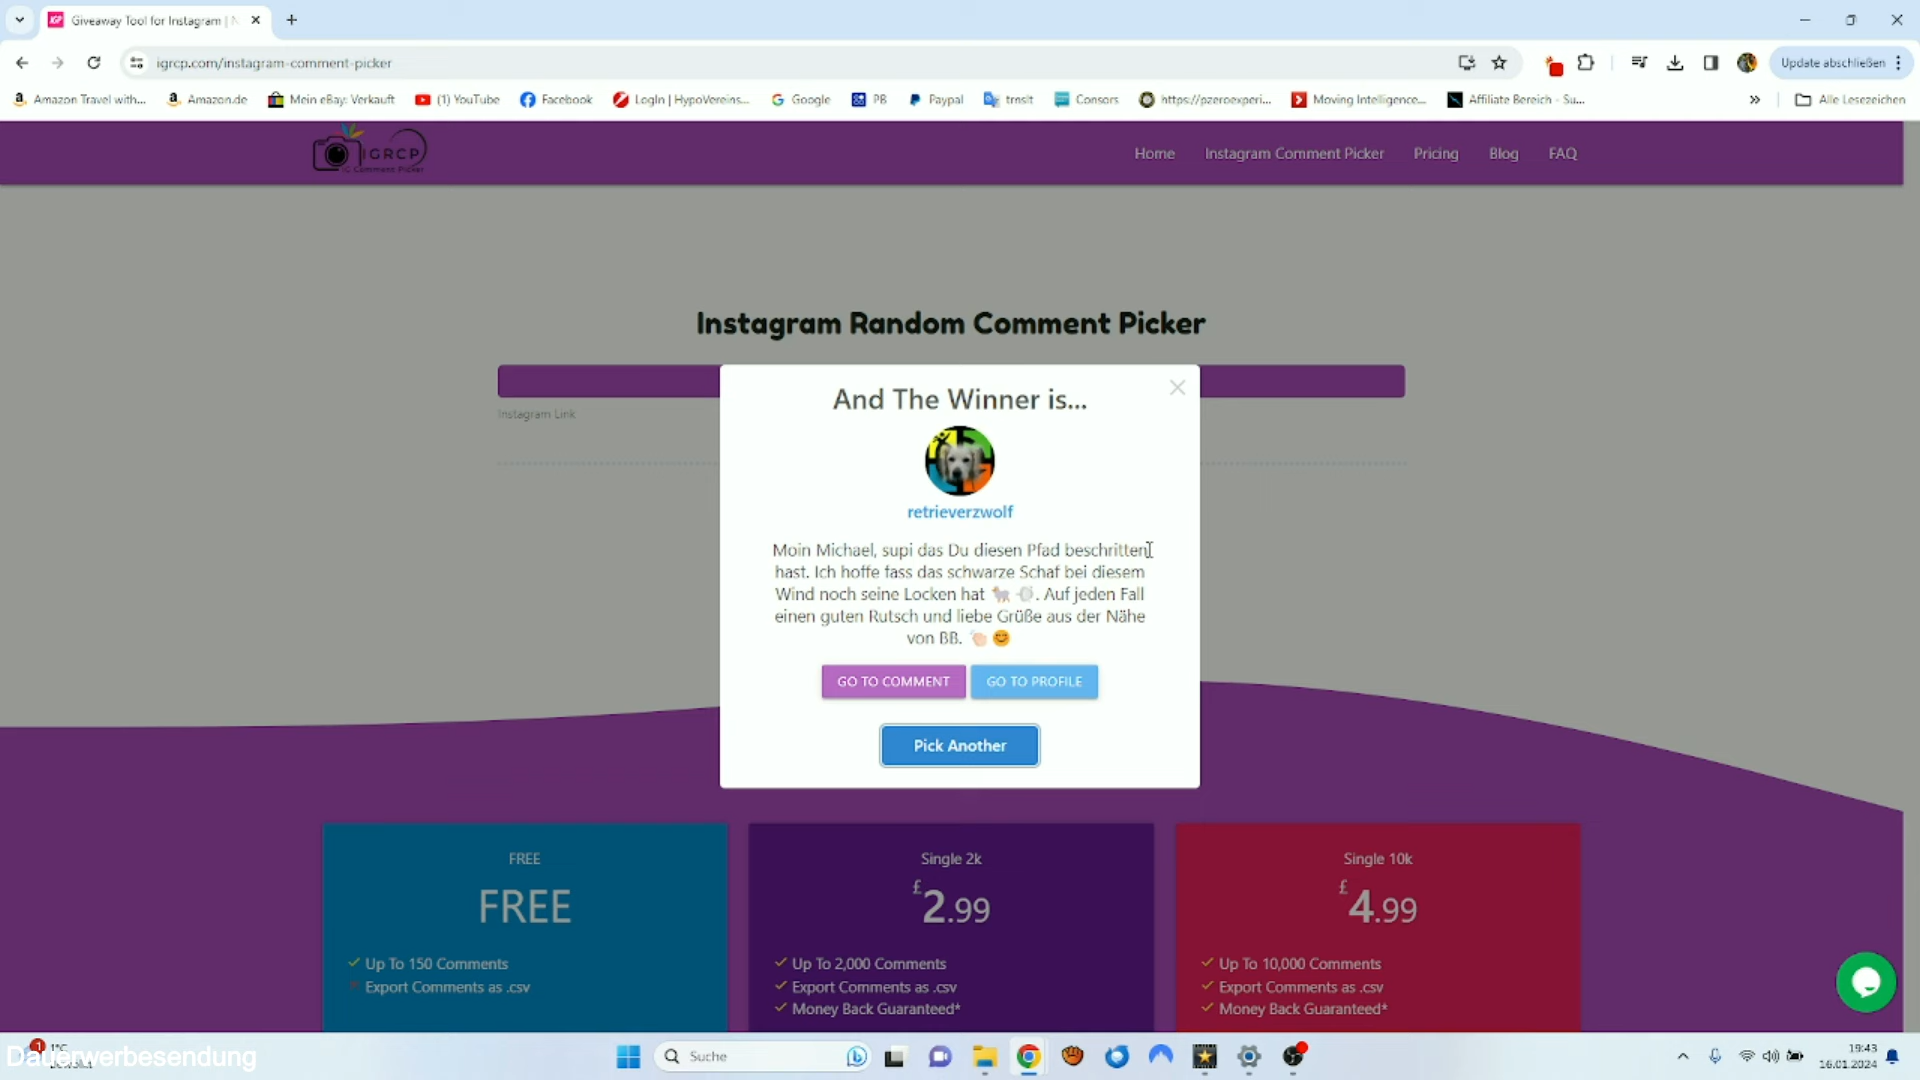 Giveaway Tool for Instagram | N
igrcp.com/instagram-comment-picker
Update abschließen
Amazon Travel with...
Amazon.de
Mein eBay: Verkauft
(1) YouTube
Facebook
LogIn | HypoVereins...
Google
PB
Paypal
trnslt
Consors
https://pzeroexperi...
Moving Intelligence...
Affiliate Bereich - Su...
Alle Lesezeichen
IGRCP
IG Comment Picker
Home
Instagram Comment Picker
Pricing
Blog
FAQ
Instagram Random Comment Picker
Instagram Link
And The Winner is...
retrieverzwolf
Moin Michael, supi das Du diesen Pfad beschritten
hast. Ich hoffe fass das schwarze Schaf bei diesem
Wind noch seine Locken hat 🐏 💨. Auf jeden Fall
einen guten Rutsch und liebe Grüße aus der Nähe
von BB. 👋🏻 😊
GO TO COMMENT
GO TO PROFILE
Pick Another
FREE
FREE
Up To 150 Comments
Export Comments as .csv
Single 2k
£2.99
Up To 2,000 Comments
Export Comments as .csv
Money Back Guaranteed*
Single 10k
£4.99
Up To 10,000 Comments
Export Comments as .csv
Money Back Guaranteed*
1
1°C
Dauerwerbesendung
Suche
19:43
16.01.2024